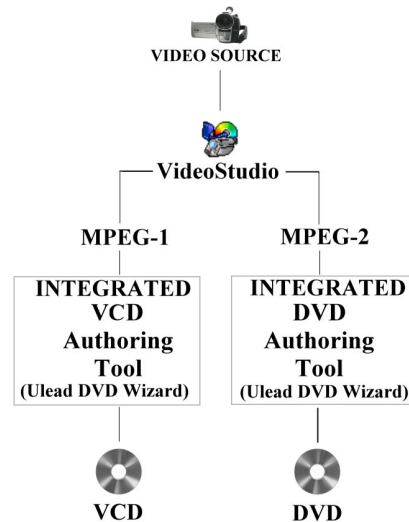 VIDEO SOURCE
VideoStudio
MPEG-1
MPEG-2
INTEGRATED
VCD
Authoring
Tool
(Ulead DVD Wizard)
INTEGRATED
DVD
Authoring
Tool
(Ulead DVD Wizard)
VCD
DVD